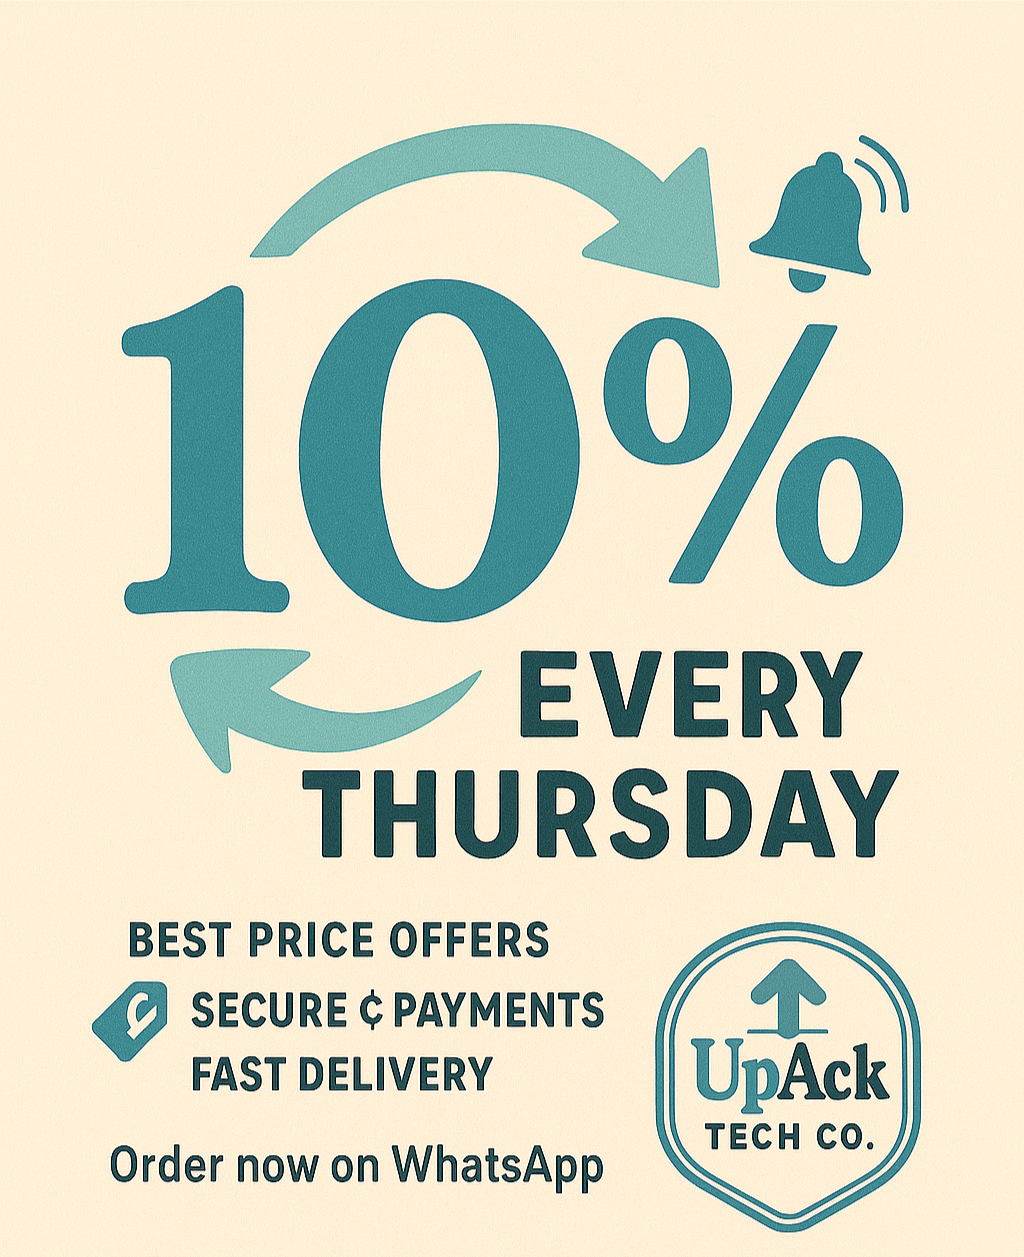 10%
EVERY
THURSDAY
BEST PRICE OFFERS
SECURE ¢ PAYMENTS
FAST DELIVERY
Order now on WhatsApp
UpAck
TECH CO.